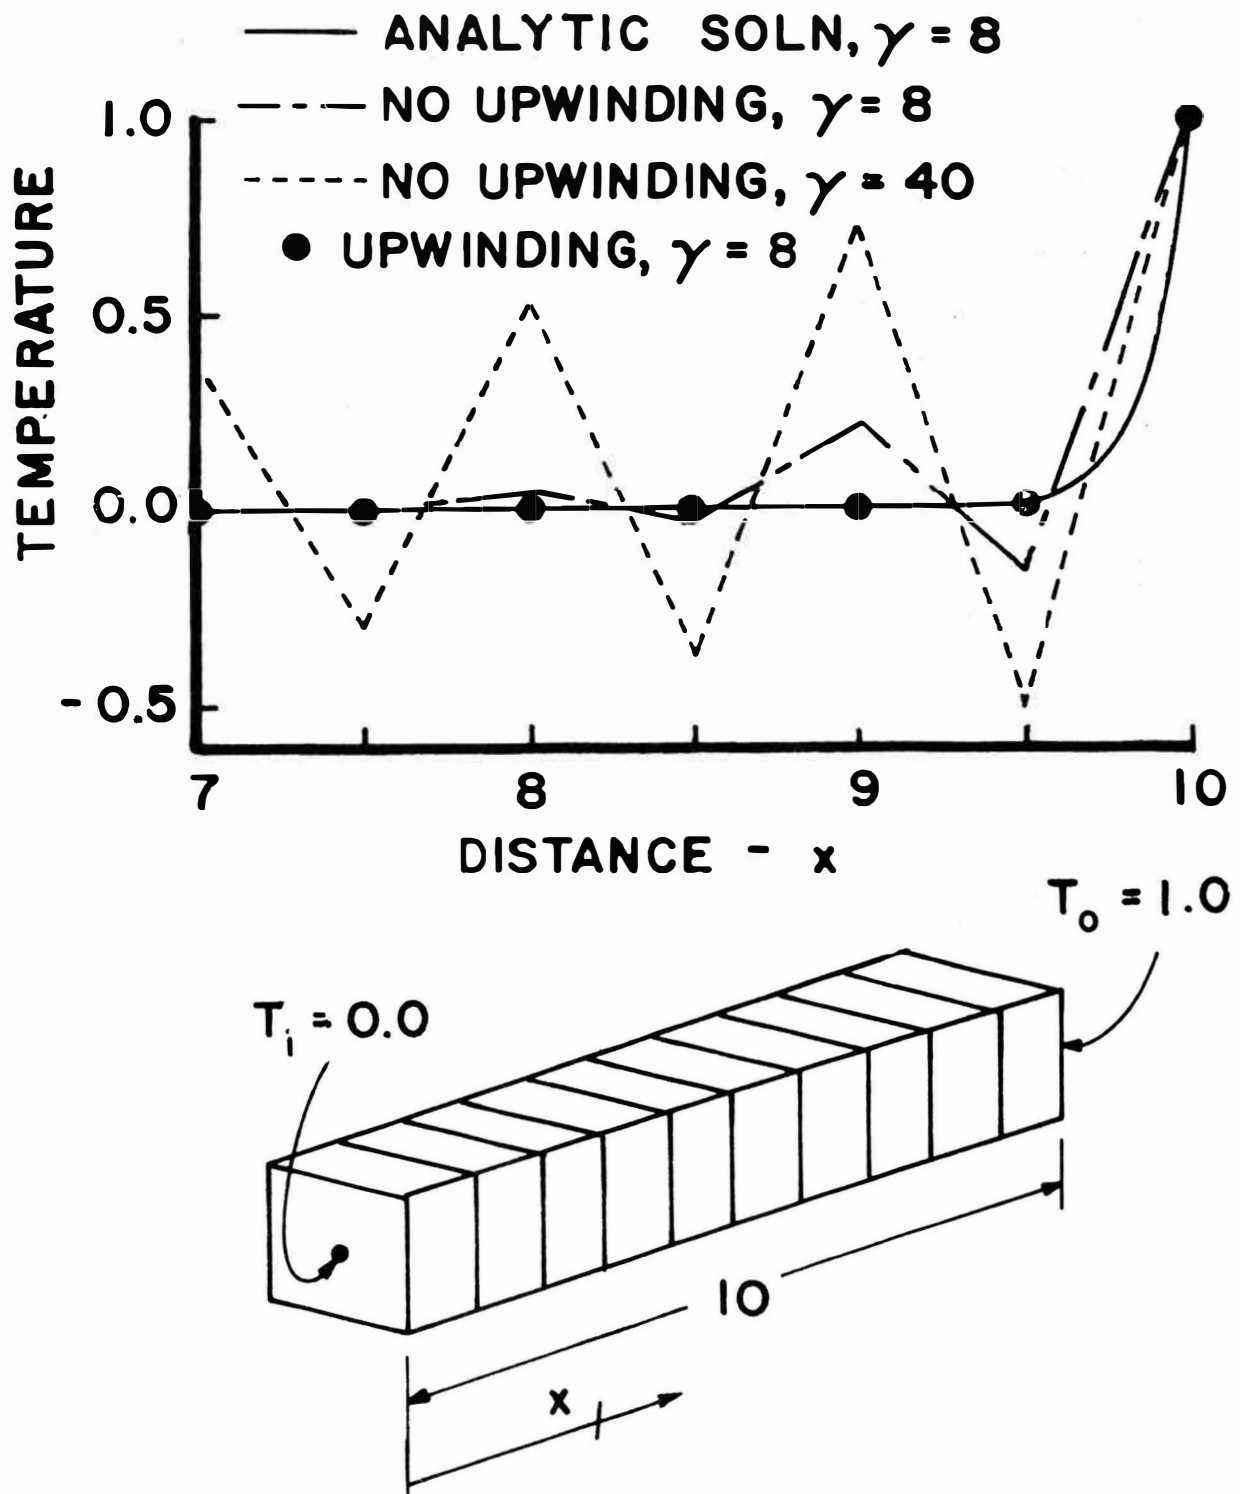 ANALYTIC SOLN, γ = 8
NO UPWINDING, γ = 8
NO UPWINDING, γ = 40
UPWINDING, γ = 8
TEMPERATURE
1.0
0.5
0.0
- 0.5
7 8 9 10
DISTANCE - x
To = 1.0
Ti = 0.0
10
x